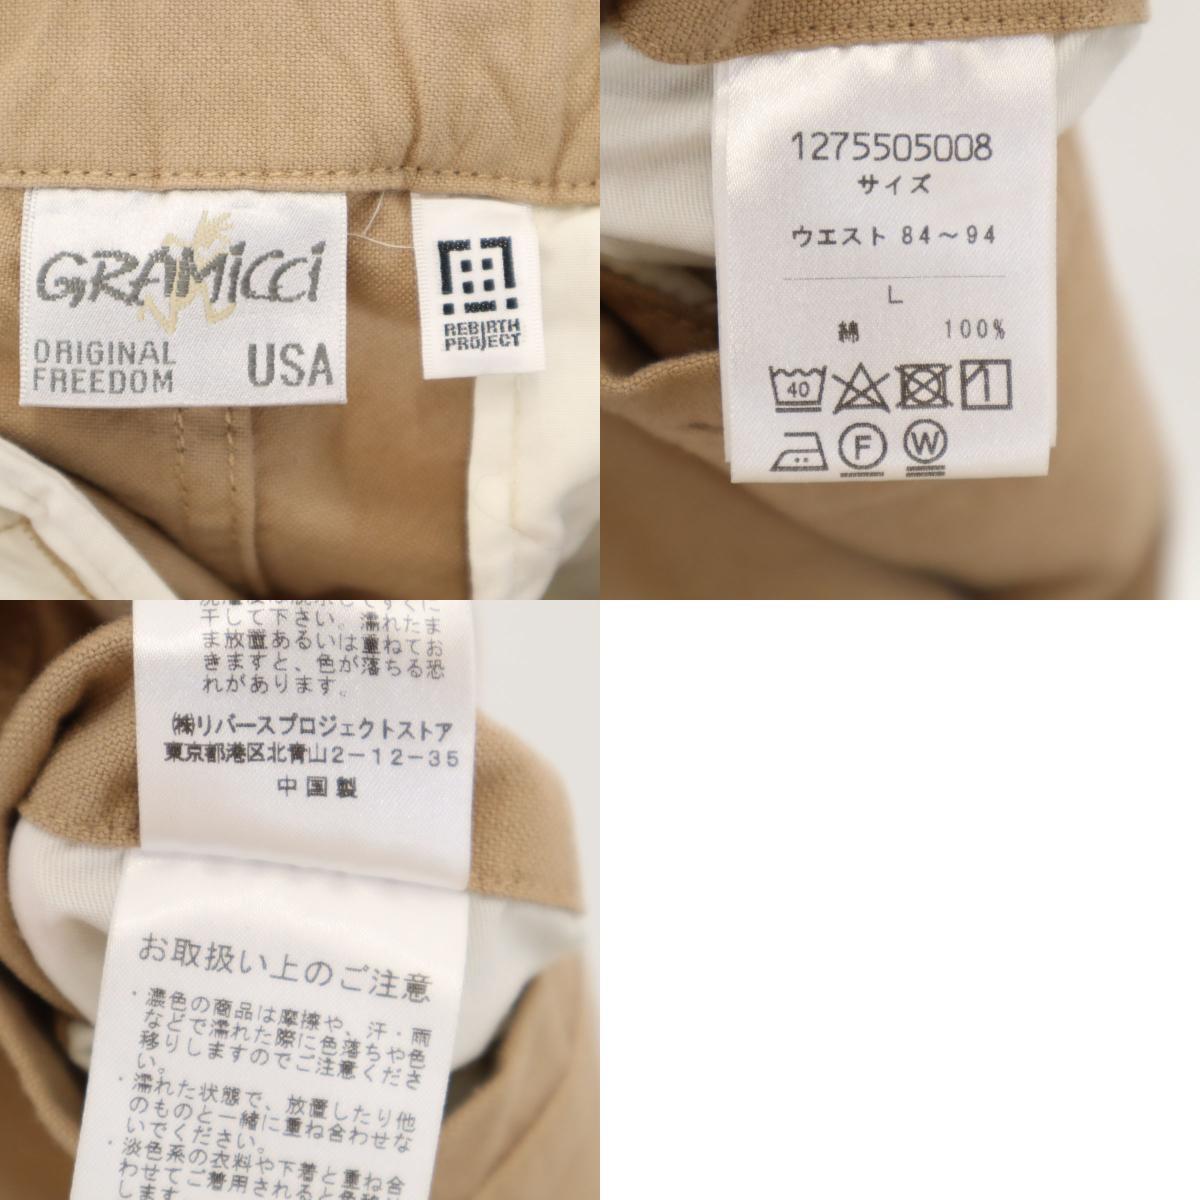 GRAMiCCi
ORIGINAL
FREEDOM
USA
REBIRTH
PROJECT
1275505008
サイズ
ウエスト 84～94
L
綿 100%
40
F
W
干して下さい。濡れたま
ま放置あるいは重ねてお
きますと、色が落ちる恐
れがあります。
㈱リバースプロジェクトストア
東京都港区北青山2-12-35
中国製
お取扱い上のご注意
・濃色の商品は摩擦や、汗・雨
などで濡れた際に色落ちや色
移りしますのでご注意くださ
い。
・濡れた状態で、放置したり他
のものと一緒に重ね合わせな
いでください。
・淡色系の衣料や下着と重ね合
わせてご着用されると色移
します